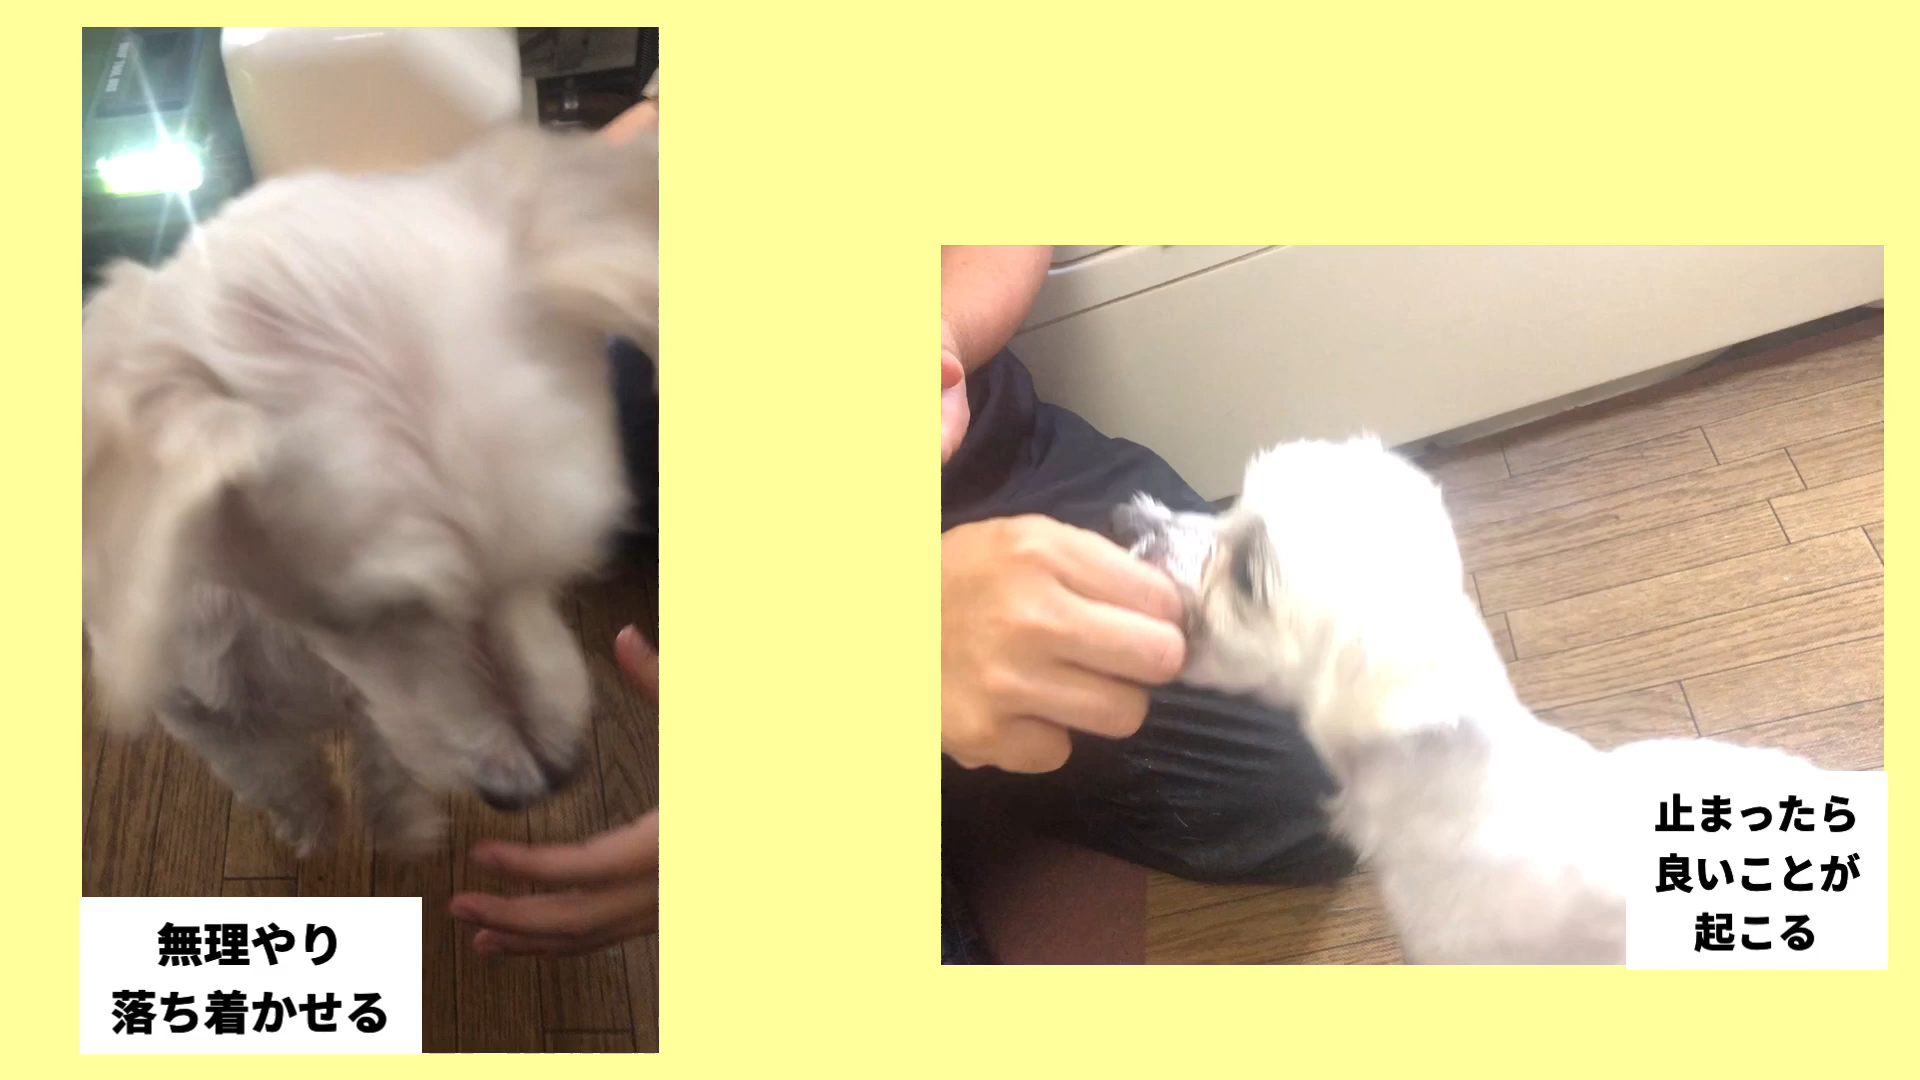 無理やり
落ち着かせる
止まったら
良いことが
起こる